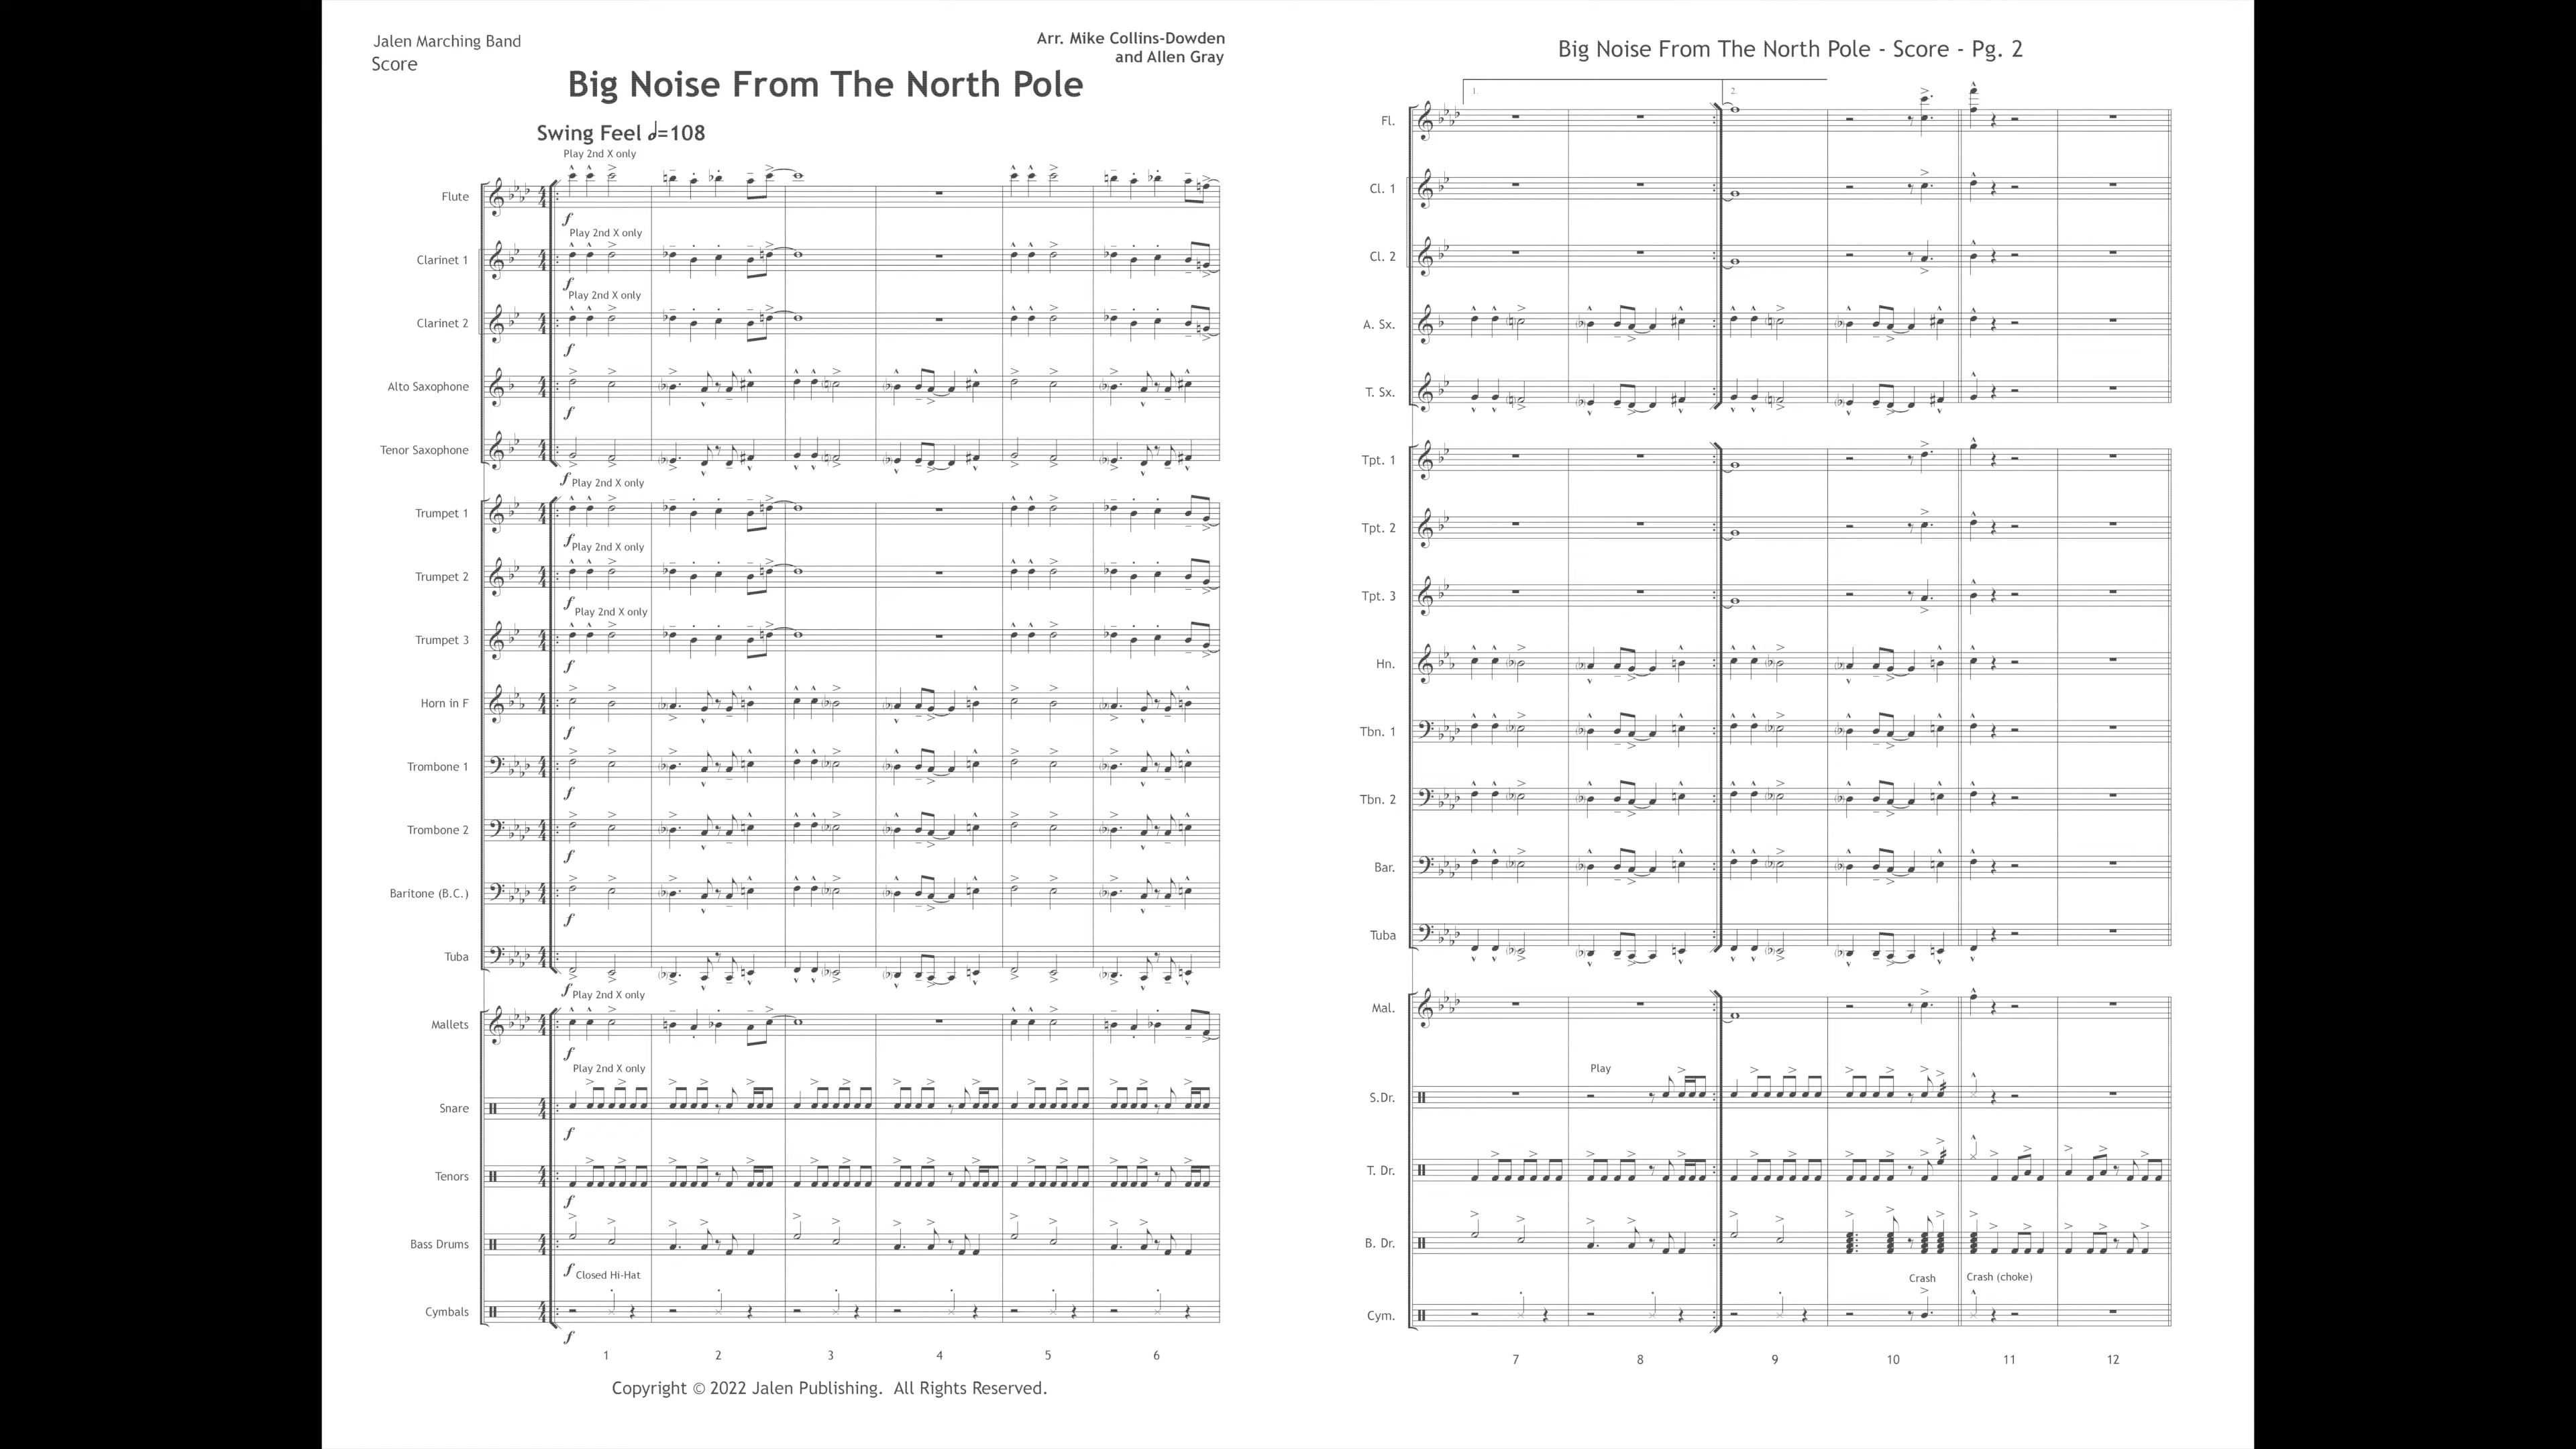 Jalen Marching Band
Score
Arr. Mike Collins-Dowden
and Allen Gray
Big Noise From The North Pole
Swing Feel 𝅗𝅥=108
Play 2nd X only
Flute
f
Play 2nd X only
Clarinet 1
f
Play 2nd X only
Clarinet 2
f
Alto Saxophone
f
Tenor Saxophone
f Play 2nd X only
Trumpet 1
f Play 2nd X only
Trumpet 2
f Play 2nd X only
Trumpet 3
f
Horn in F
f
Trombone 1
f
Trombone 2
f
Baritone (B.C.)
f
Tuba
f Play 2nd X only
Mallets
f
Play 2nd X only
Snare
f
Tenors
f
Bass Drums
f Closed Hi-Hat
Cymbals
f
1 2 3 4 5 6
Copyright © 2022 Jalen Publishing. All Rights Reserved.
Big Noise From The North Pole - Score - Pg. 2
1. 2.
Fl.
Cl. 1
Cl. 2
A. Sx.
T. Sx.
Tpt. 1
Tpt. 2
Tpt. 3
Hn.
Tbn. 1
Tbn. 2
Bar.
Tuba
Mal.
Play
S.Dr.
T. Dr.
B. Dr.
Crash Crash (choke)
Cym.
7 8 9 10 11 12